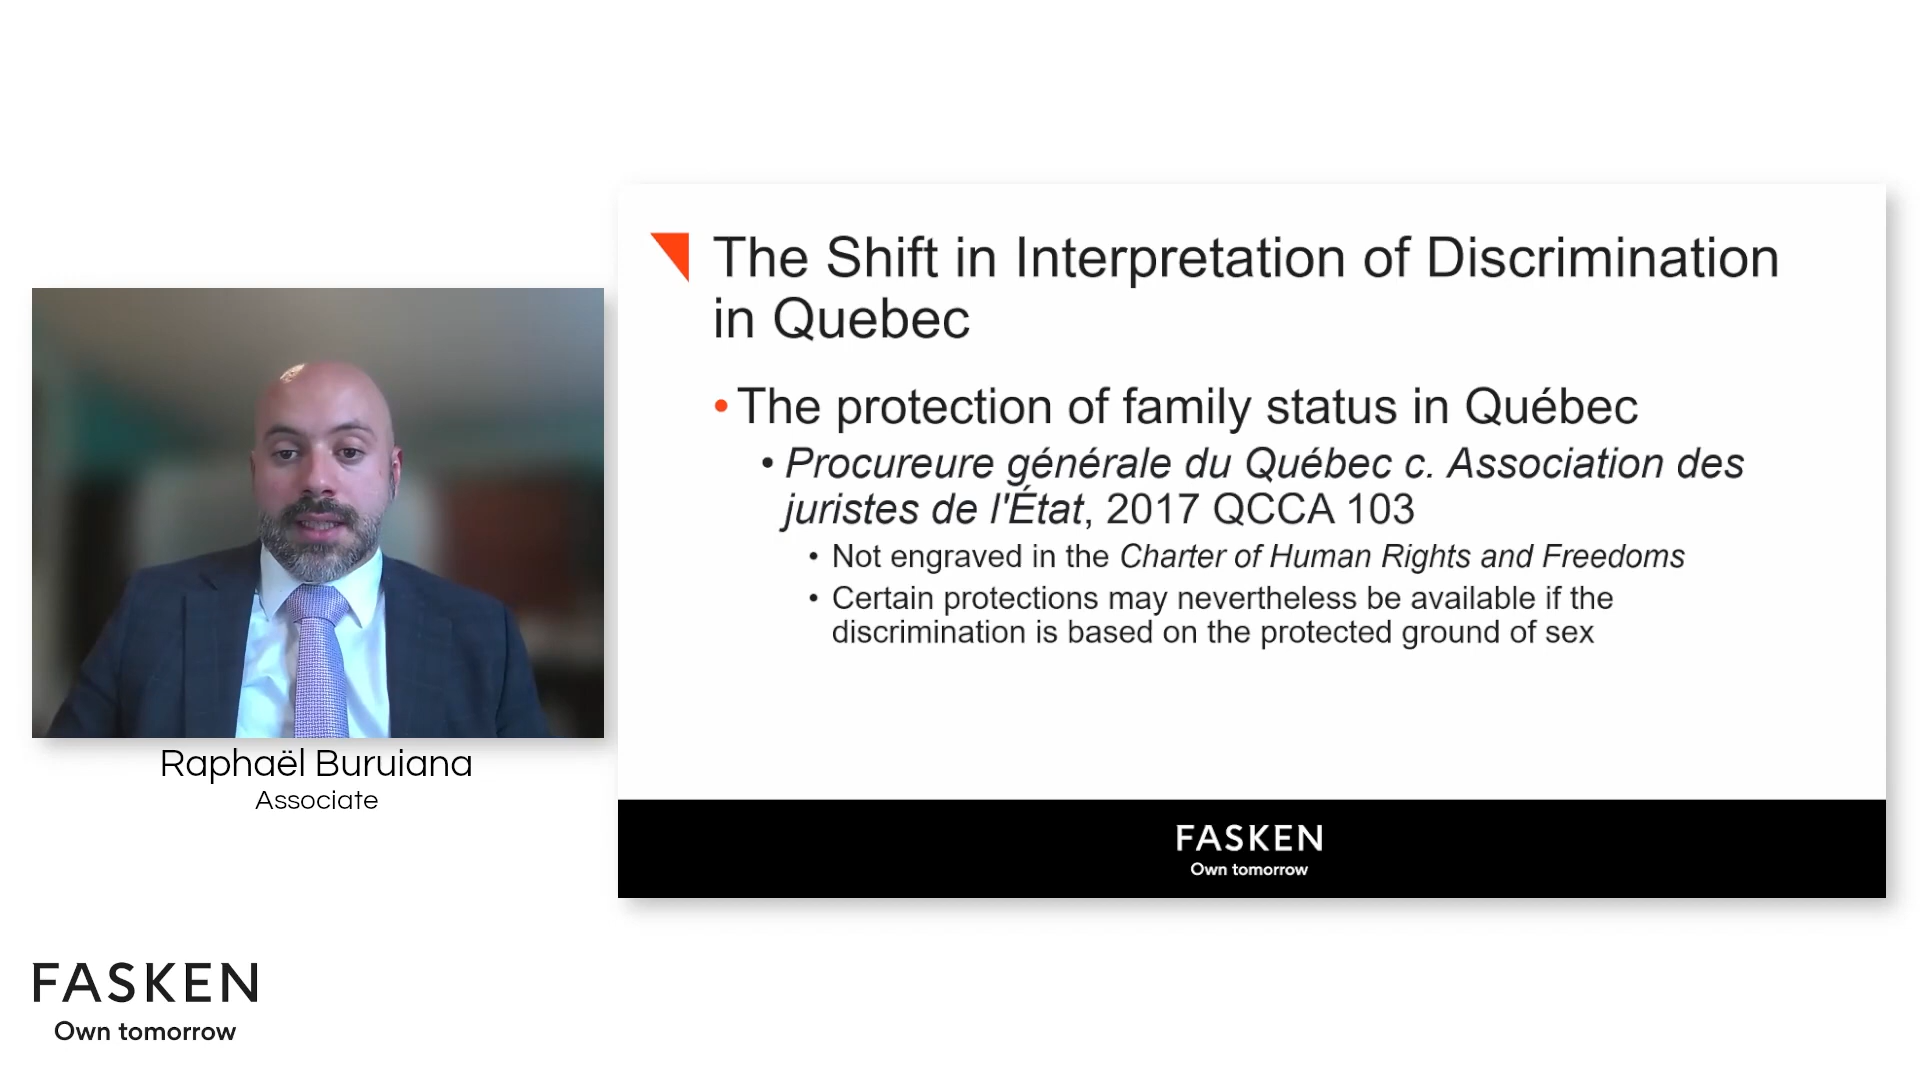 The Shift in Interpretation of Discrimination
in Quebec
• The protection of family status in Québec
• Procureure générale du Québec c. Association des
juristes de l'État, 2017 QCCA 103
• Not engraved in the Charter of Human Rights and Freedoms
• Certain protections may nevertheless be available if the
discrimination is based on the protected ground of sex
FASKEN
Own tomorrow
Raphaël Buruiana
Associate
FASKEN
Own tomorrow